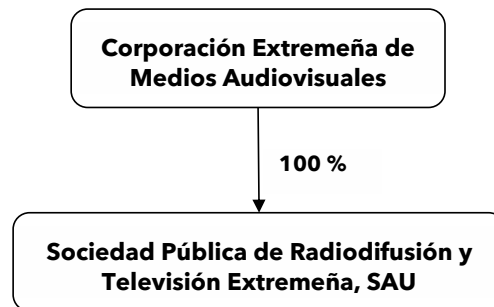 Corporación Extremeña de
Medios Audiovisuales
100 %
Sociedad Pública de Radiodifusión y
Televisión Extremeña, SAU